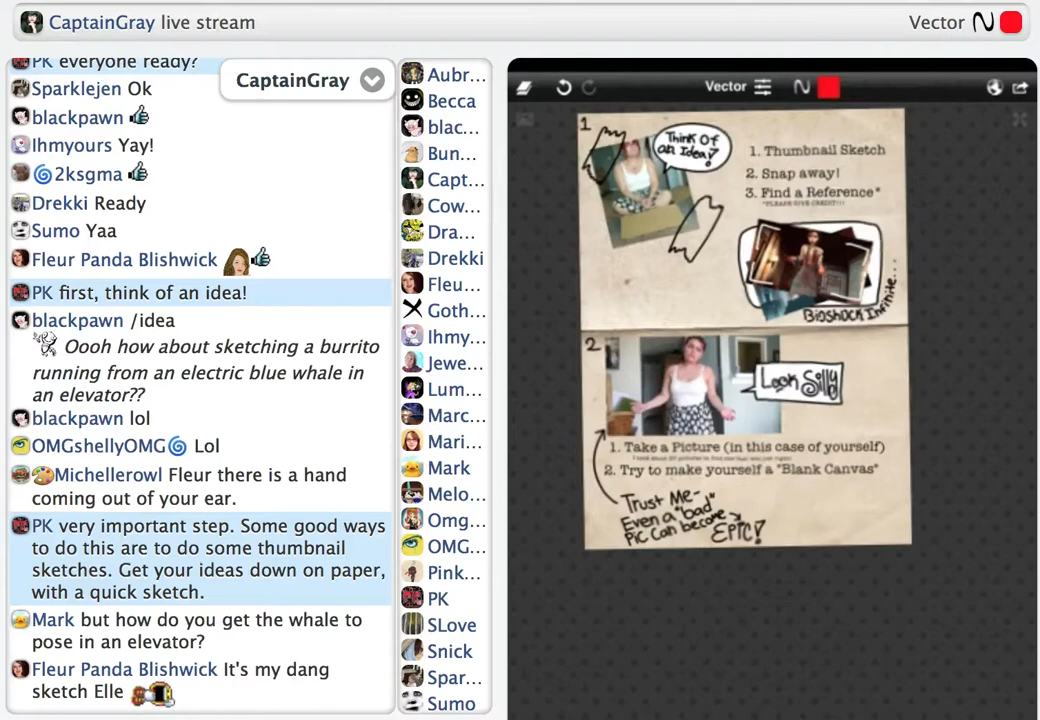 CaptainGray live stream
Vector
PK everyone ready?
CaptainGray
Sparklejen Ok
blackpawn
Ihmyours Yay!
2ksgma
Drekki Ready
Sumo Yaa
Fleur Panda Blishwick
PK first, think of an idea!
blackpawn /idea
Oooh how about sketching a burrito
running from an electric blue whale in
an elevator??
blackpawn lol
OMGshellyOMG Lol
Michellerowl Fleur there is a hand
coming out of your ear.
PK very important step. Some good ways
to do this are to do some thumbnail
sketches. Get your ideas down on paper,
with a quick sketch.
Mark but how do you get the whale to
pose in an elevator?
Fleur Panda Blishwick It's my dang
sketch Elle
Aubr...
Becca
blac...
Bun...
Capt...
Cow...
Dra...
Drekki
Fleu...
Goth...
Ihmy...
Jewe...
Lum...
Marc...
Mari...
Mark
Melo...
Omg...
OMG...
Pink...
PK
SLove
Snick
Spar...
Sumo
Vector
1
Think Of
an Idea!
1. Thumbnail Sketch
2. Snap away!
3. Find a Reference*
*PLEASE GIVE CREDIT!!!
BioShock Infinite...
2
Look Silly
1. Take a Picture (in this case of yourself)
2. Try to make yourself a "Blank Canvas"
Trust Me-
Even a "bad"
Pic Can become
EPIC!